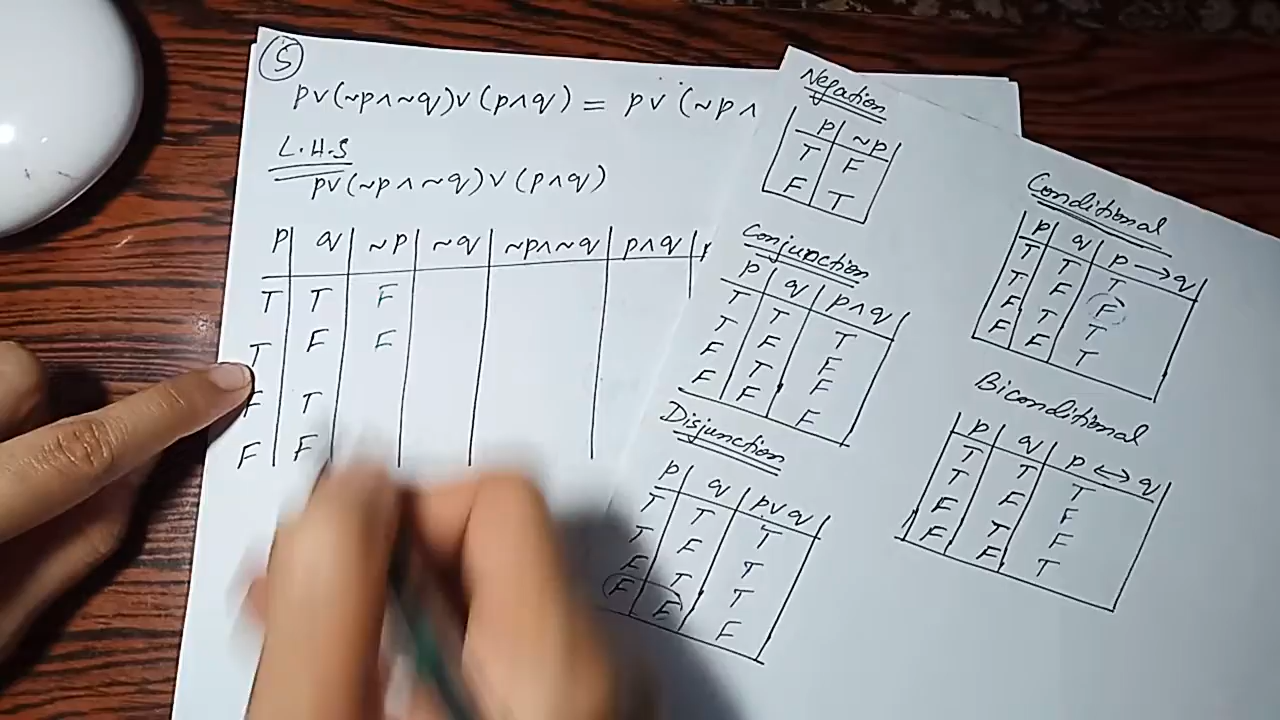 5
p∨(~p∧~q)∨(p∧q) = p∨(~p∧
L.H.S
p∨(~p∧~q)∨(p∧q)
p q ~p ~q ~p∧~q p∧q
T T F
T F F
F T
F F
Negation
p ~p
T F
F T
Conjunction
p q p∧q
T T T
T F F
F T F
F F F
Disjunction
p q p∨q
T T T
T F T
F T T
F F F
Conditional
p q p→q
T T T
T F F
F T T
F F T
Biconditional
p q p↔q
T T T
T F F
F T F
F F T